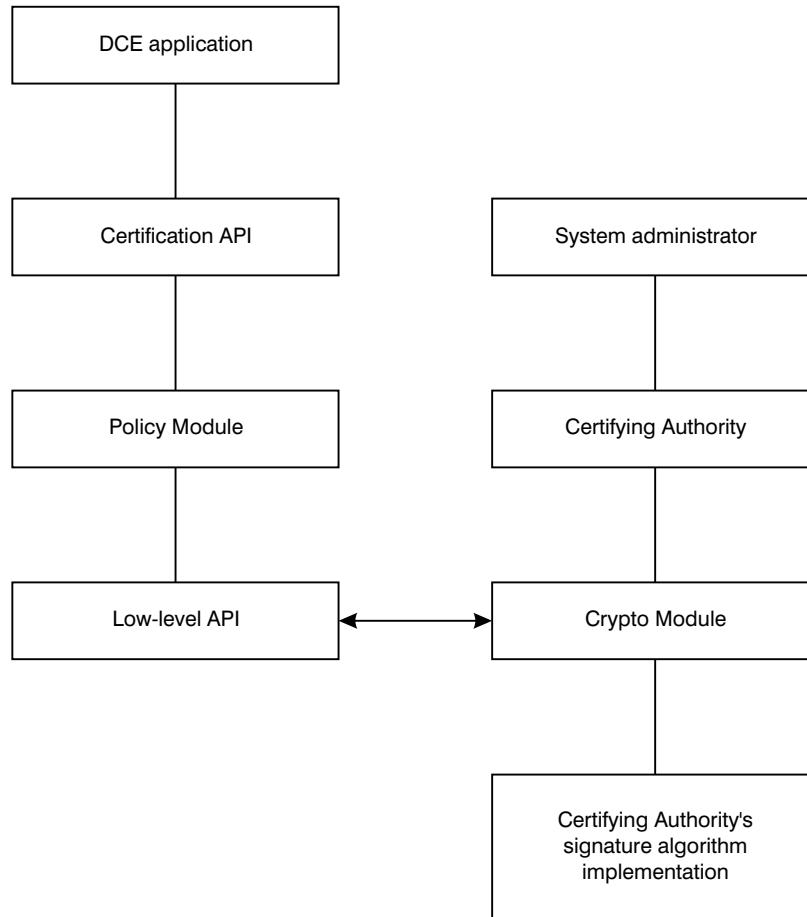 DCE application
Certification API
System administrator
Policy Module
Certifying Authority
Low-level API
Crypto Module
Certifying Authority's
signature algorithm
implementation